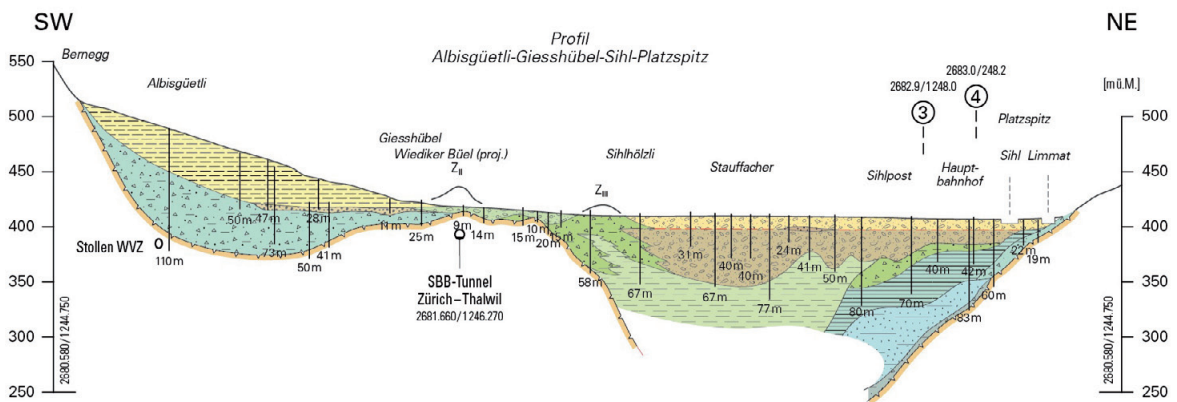 SW
NE
Profil
Albisgüetli-Giesshübel-Sihl-Platzspitz
Bernegg
Albisgüetli
Giesshübel
Wiediker Büel (proj.)
ZII
Sihlhölzli
ZIII
Stauffacher
2682.9/1248.0
3
2683.0/248.2
4
Sihlpost
Haupt-
bahnhof
Platzspitz
Sihl Limmat
[mü.M.]
550
500
450
400
350
300
250
500
450
400
350
300
250
2680.580/1244.750
2680.580/1244.750
Stollen WVZ
110m
50m
47m
73m
28m
50m
41m
11m
25m
9m
14m
15m
10m
20m
58m
67m
31m
40m
67m
40m
77m
24m
41m
50m
80m
70m
40m
42m
83m
60m
22m
19m
SBB-Tunnel
Zürich–Thalwil
2681.660/1246.270